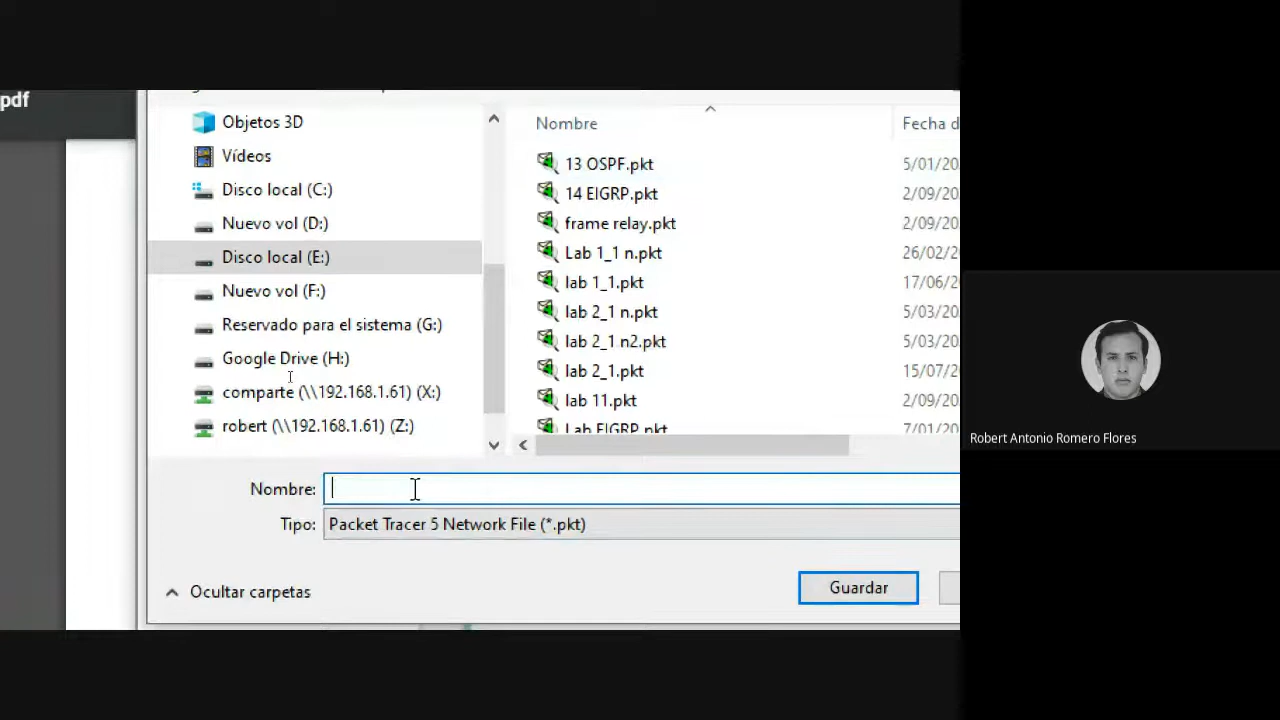 pdf
Objetos 3D
Vídeos
Disco local (C:)
Nuevo vol (D:)
Disco local (E:)
Nuevo vol (F:)
Reservado para el sistema (G:)
Google Drive (H:)
comparte (\\192.168.1.61) (X:)
robert (\\192.168.1.61) (Z:)
Nombre
Fecha d
13 OSPF.pkt
5/01/20
14 EIGRP.pkt
2/09/20
frame relay.pkt
2/09/20
Lab 1_1 n.pkt
26/02/
lab 1_1.pkt
17/06/
lab 2_1 n.pkt
5/03/20
lab 2_1 n2.pkt
5/03/20
lab 2_1.pkt
15/07/
lab 11.pkt
2/09/20
Lab EIGRP.pkt
7/01/20
Nombre:
Tipo: Packet Tracer 5 Network File (*.pkt)
Ocultar carpetas
Guardar
Robert Antonio Romero Flores